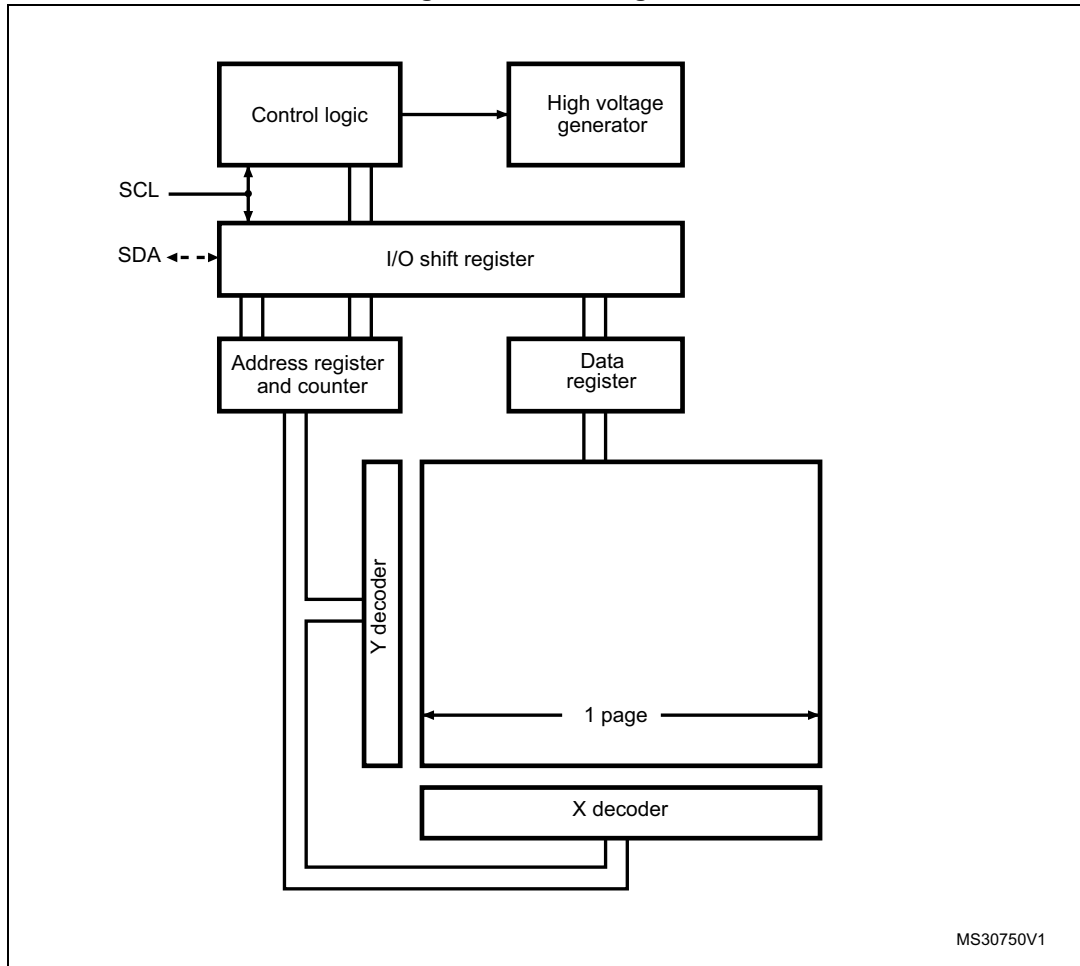 Control logic
High voltage
generator
SCL
SDA
I/O shift register
Address register
and counter
Data
register
Y decoder
1 page
X decoder
MS30750V1